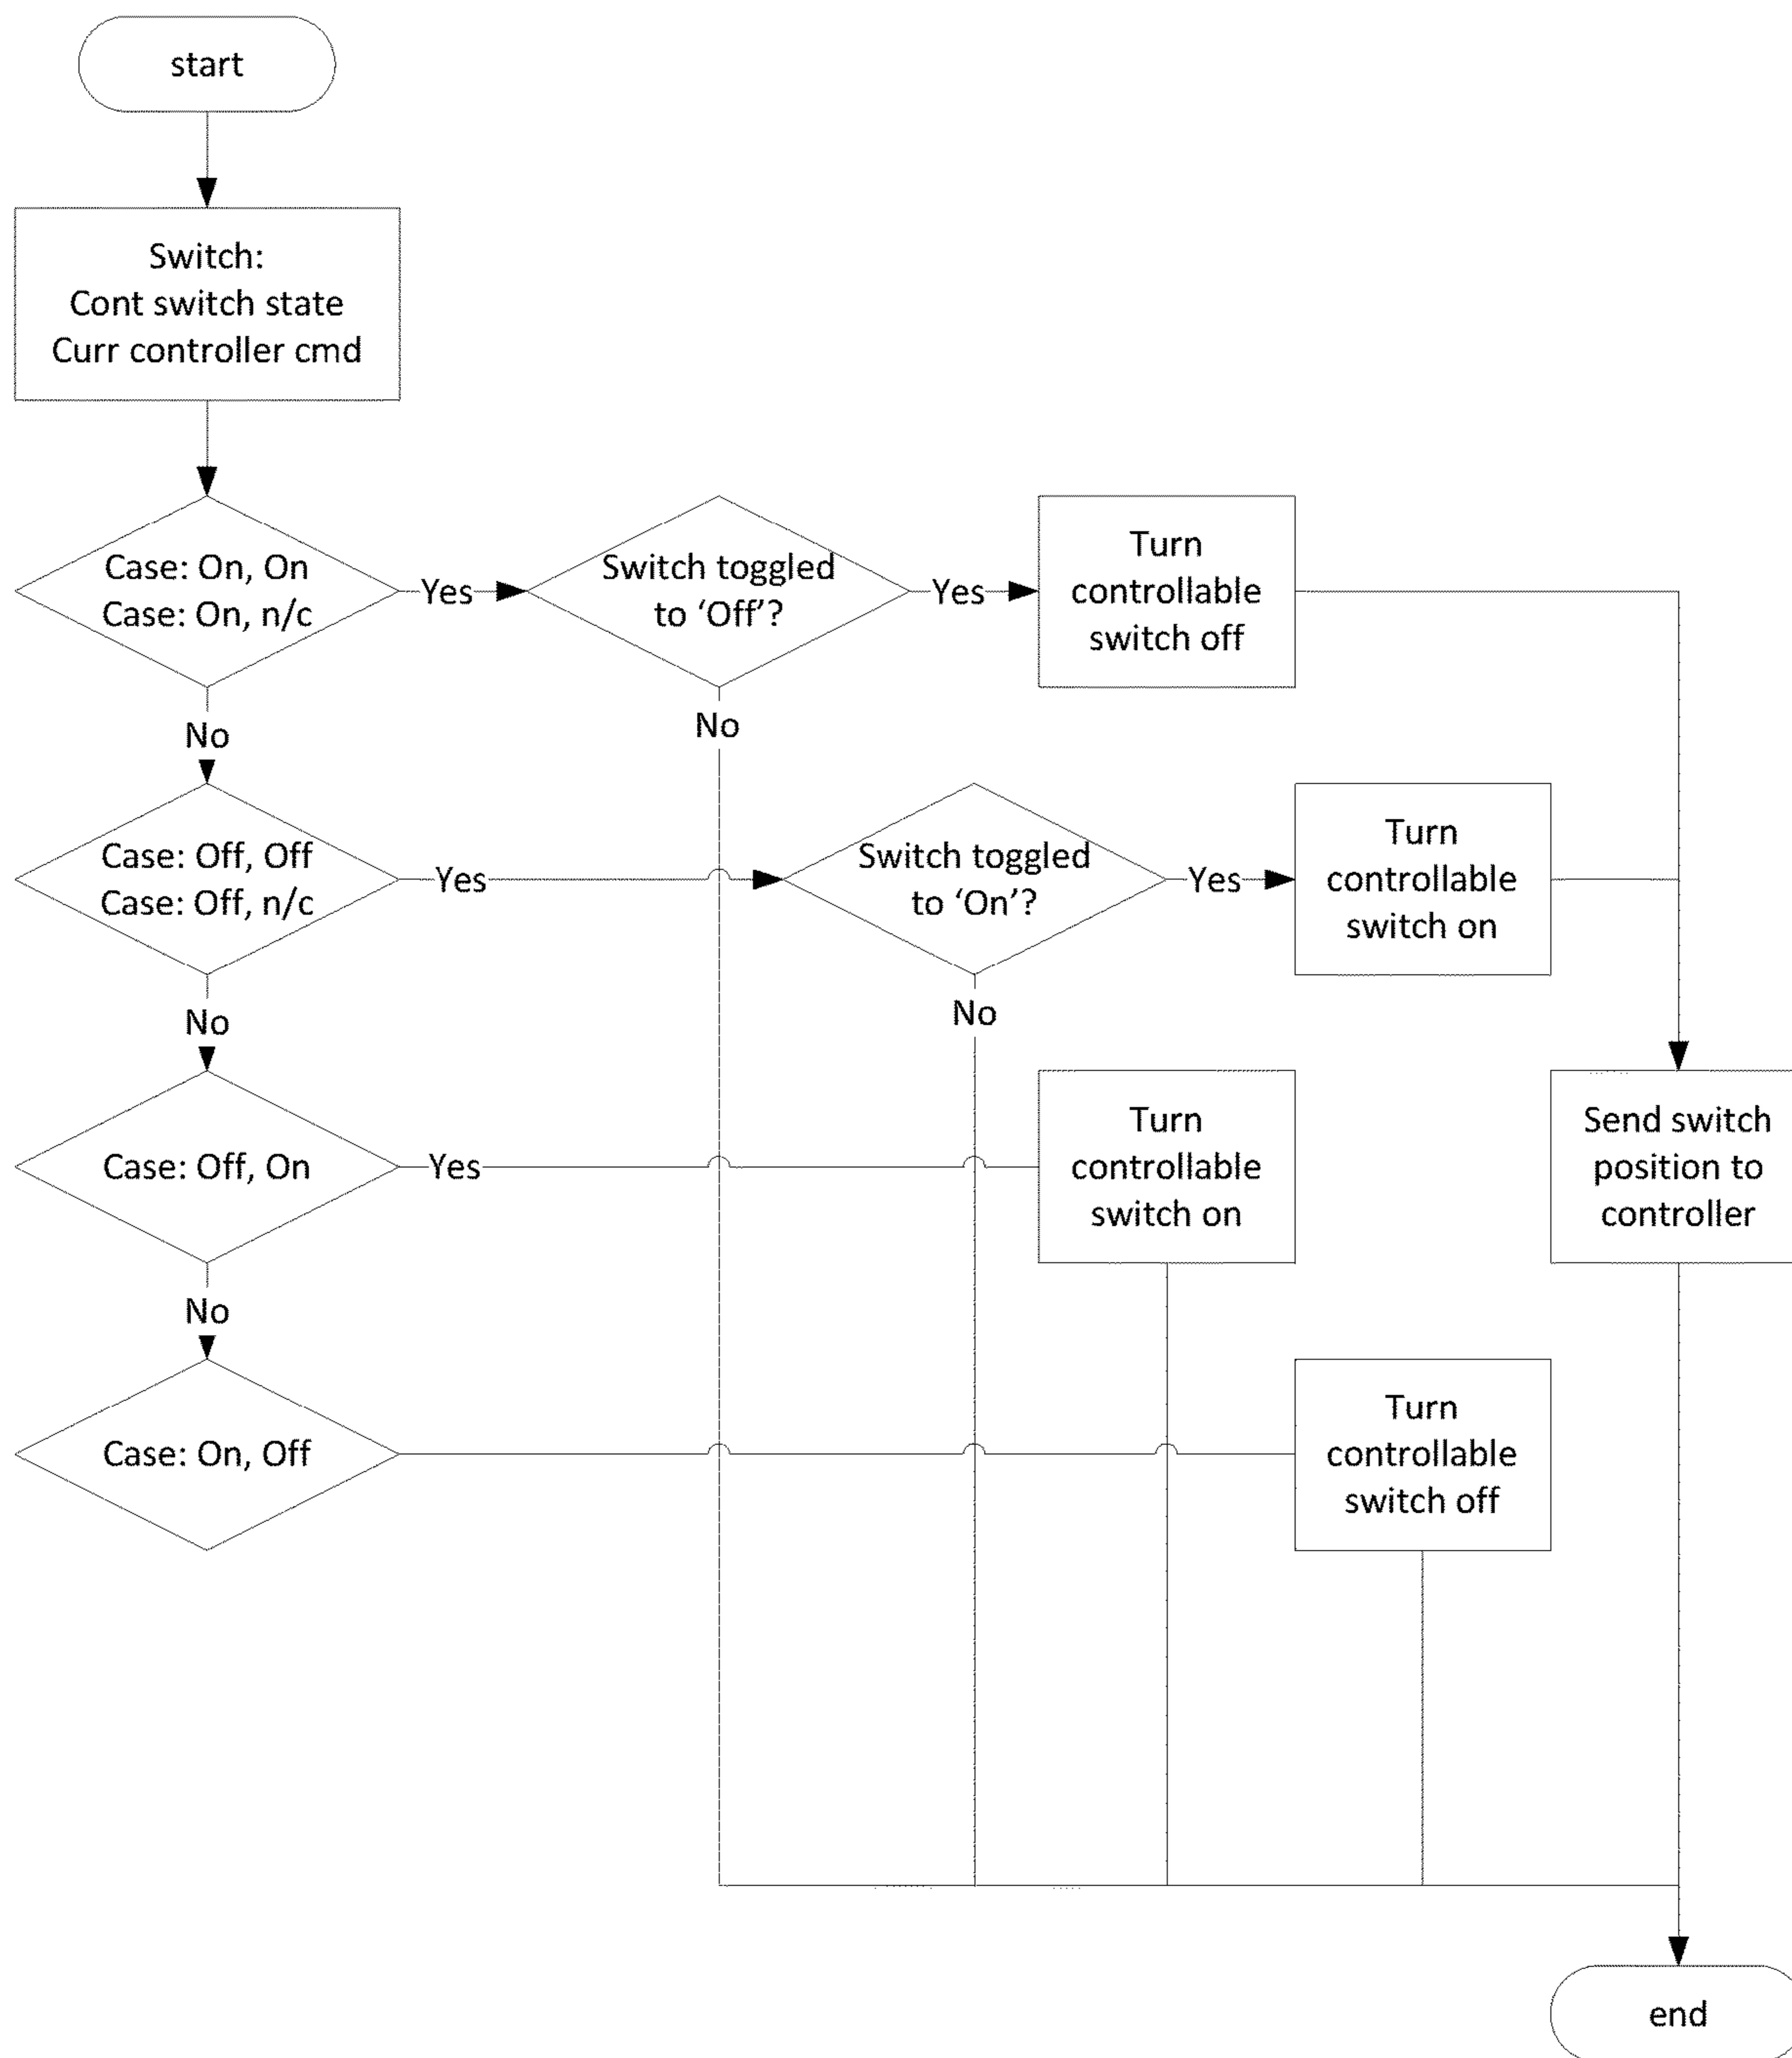 start
Switch:
Cont switch state
Curr controller cmd
Case: On, On
Case: On, n/c
Yes
Switch toggled
to ‘Off’?
Yes
Turn
controllable
switch off
No
No
Case: Off, Off
Case: Off, n/c
Yes
Switch toggled
to ‘On’?
Yes
Turn
controllable
switch on
No
No
Case: Off, On
Yes
Turn
controllable
switch on
Send switch
position to
controller
No
Case: On, Off
Turn
controllable
switch off
end